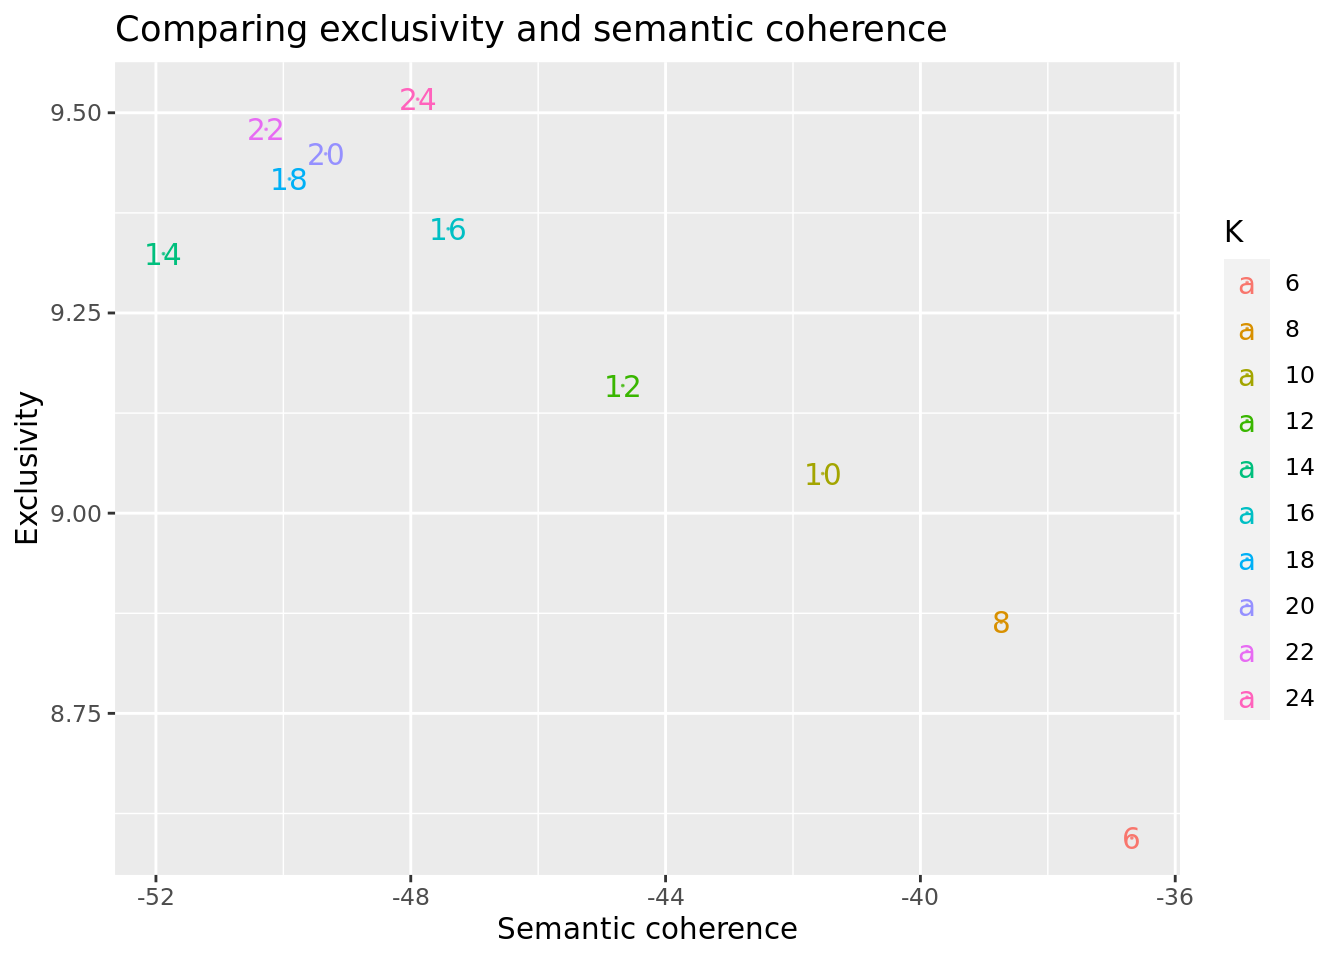 Comparing exclusivity and semantic coherence
9.50
9.25
9.00
8.75
Exclusivity
24
22
20
18
16
14
12
10
8
6
-52 -48 -44 -40 -36
Semantic coherence
K
a 6
a 8
a 10
a 12
a 14
a 16
a 18
a 20
a 22
a 24